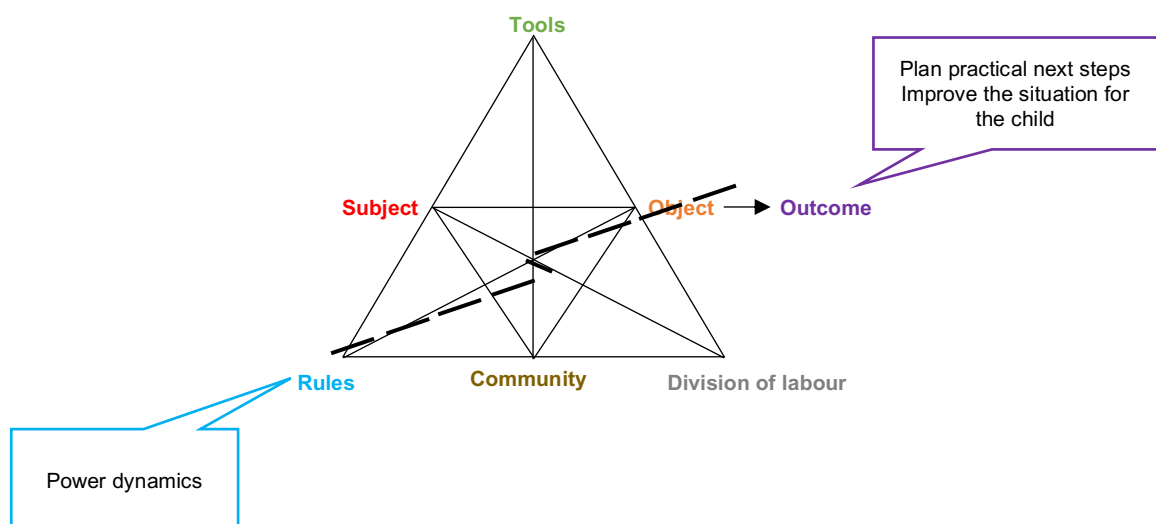 Tools
Plan practical next steps
Improve the situation for
the child
Subject
Object
Outcome
Rules
Community
Division of labour
Power dynamics